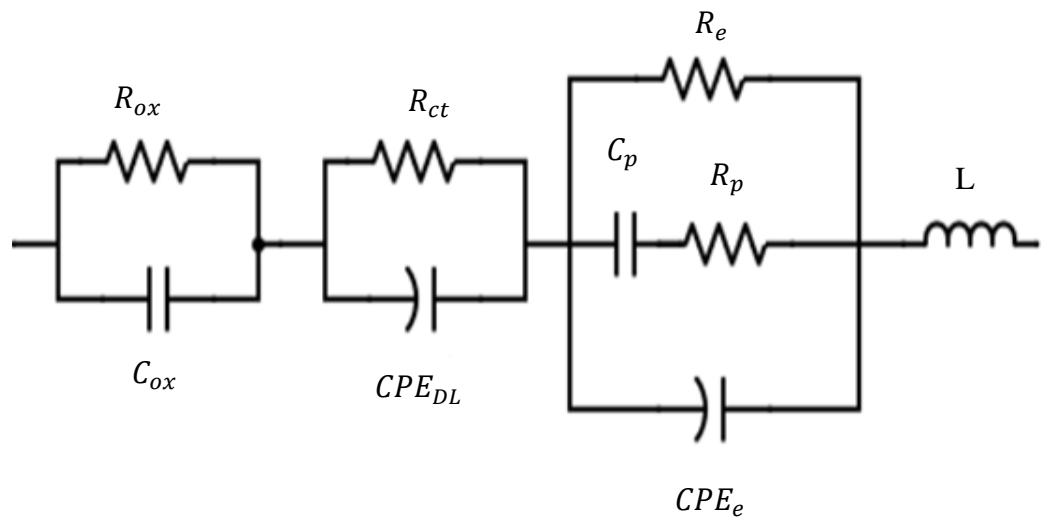 R_e
R_ox
R_ct
C_p
R_p
L
C_ox
CPE_DL
CPE_e